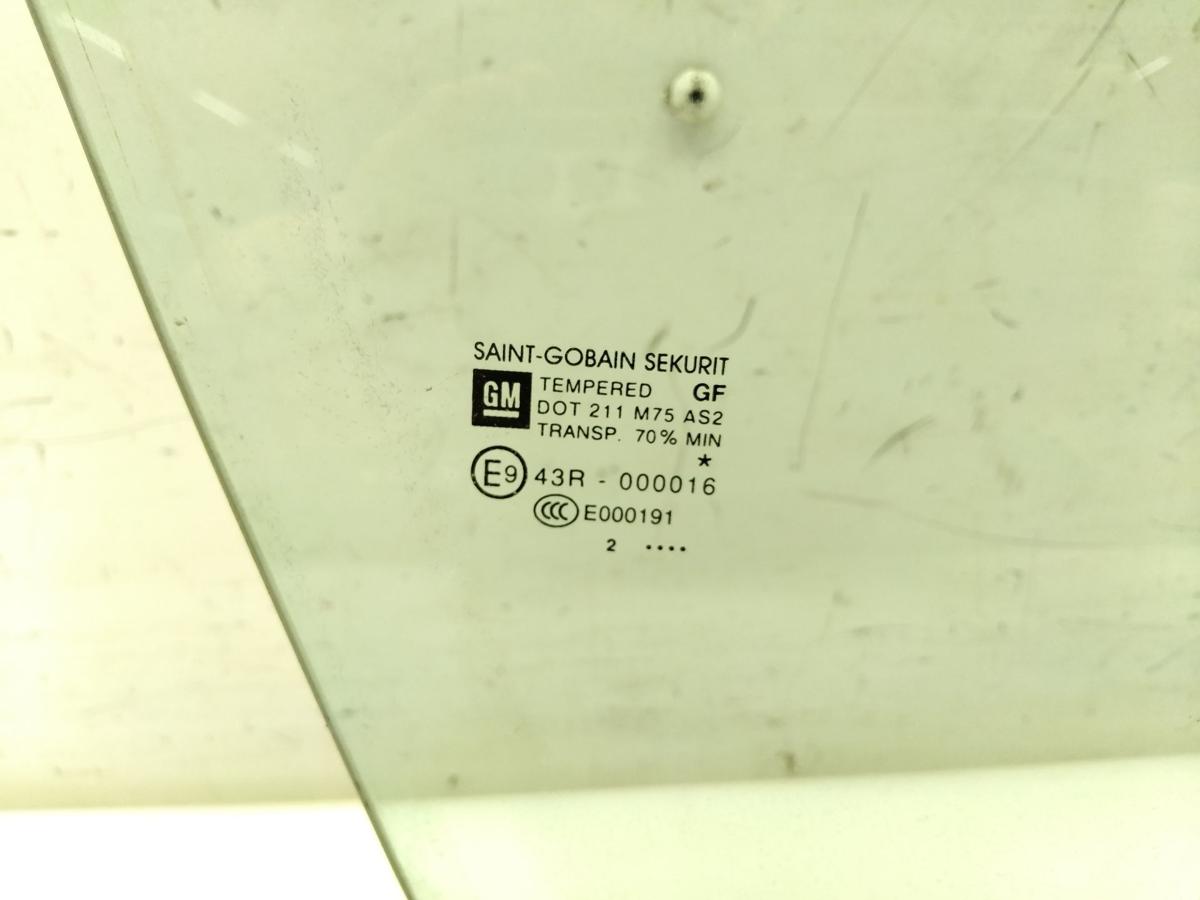 SAINT-GOBAIN SEKURIT
GM TEMPERED GF
DOT 211 M75 AS2
TRANSP. 70% MIN
*
E9 43R - 000016
CCC E000191
2 ••••